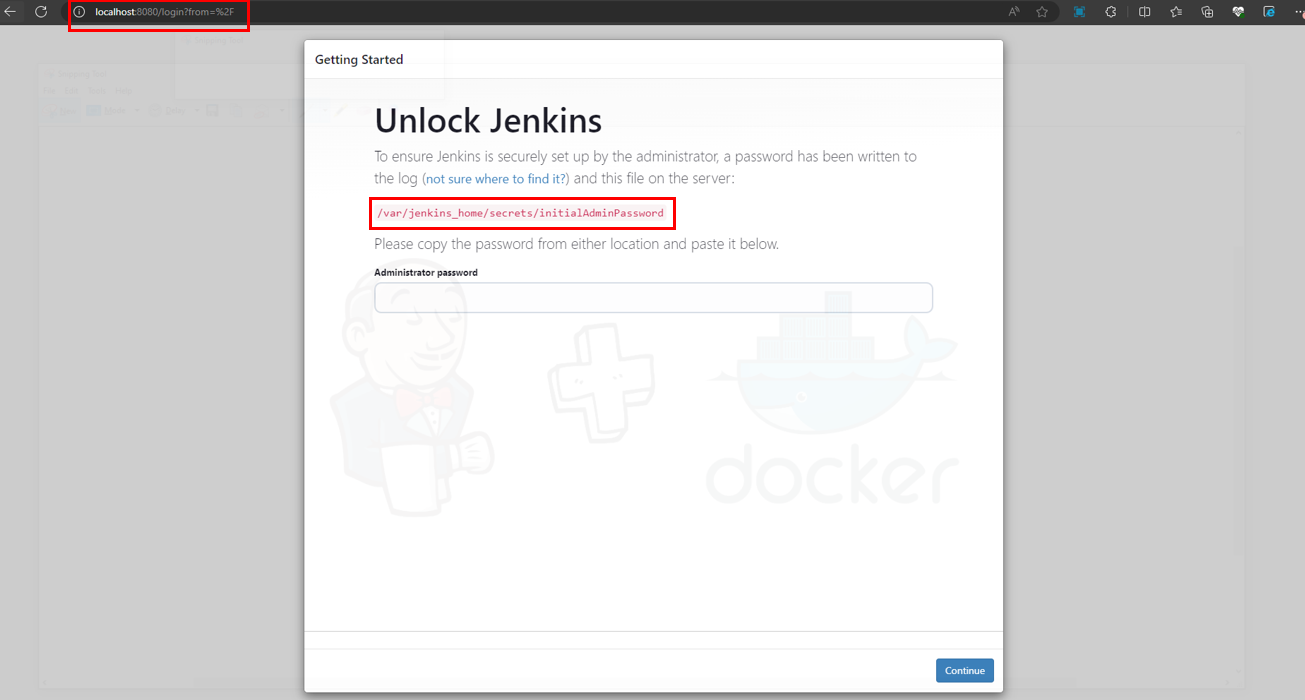 localhost:8080/login?from=%2F
Getting Started
Unlock Jenkins
To ensure Jenkins is securely set up by the administrator, a password has been written to
the log (not sure where to find it?) and this file on the server:
/var/jenkins_home/secrets/initialAdminPassword
Please copy the password from either location and paste it below.
Administrator password
docker
Continue